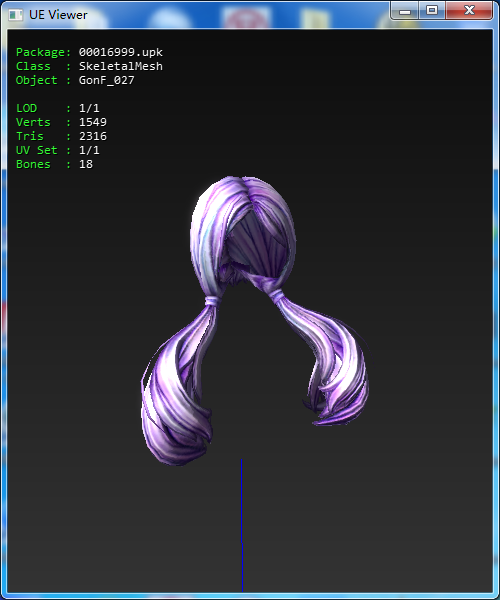 UE Viewer
Package: 00016999.upk
Class : SkeletalMesh
Object : GonF_027
LOD : 1/1
Verts : 1549
Tris : 2316
UV Set : 1/1
Bones : 18